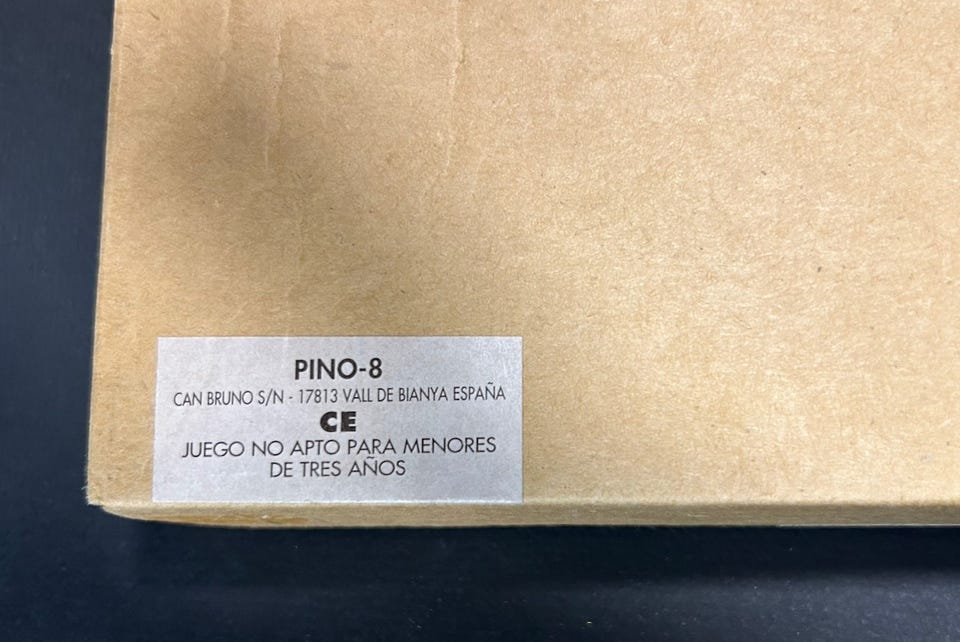 PINO-8
CAN BRUNO S/N - 17813 VALL DE BIANYA ESPAÑA
CE
JUEGO NO APTO PARA MENORES
DE TRES AÑOS